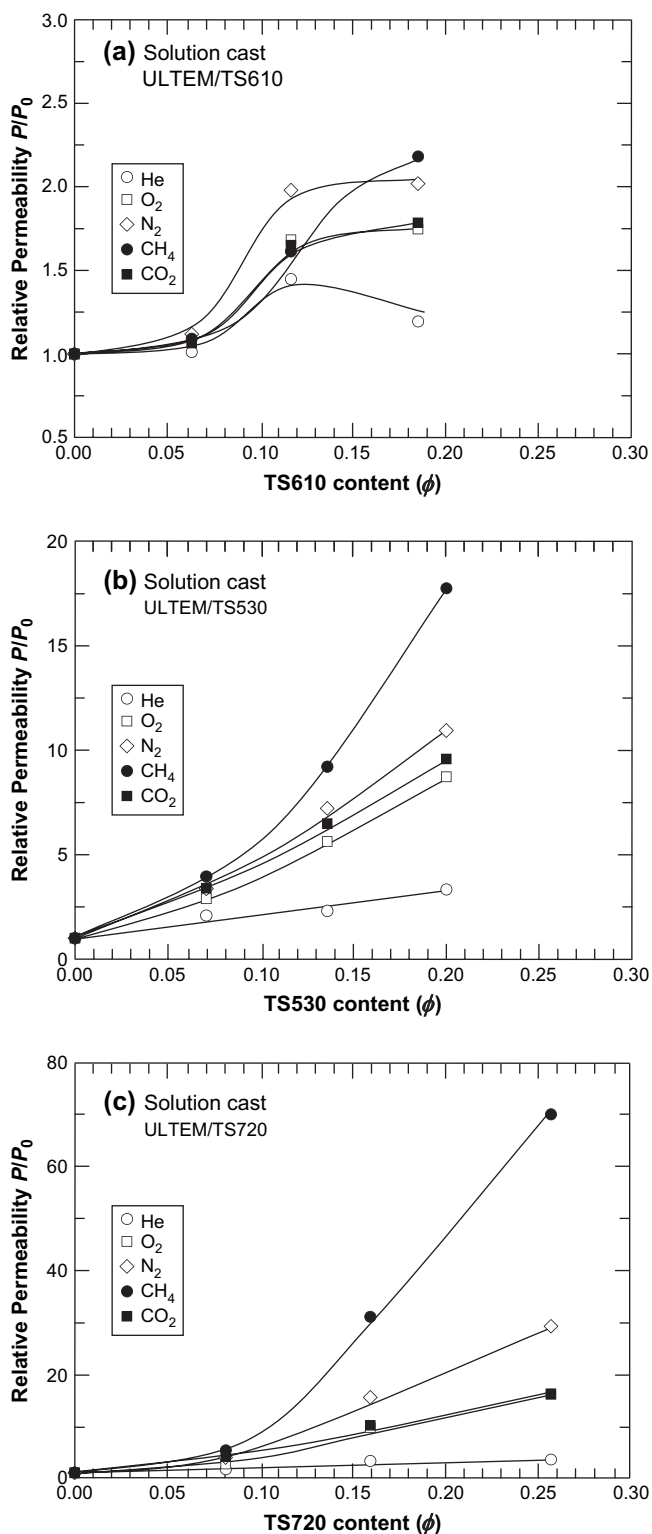 (a) Solution cast
ULTEM/TS610
Relative Permeability P/P₀
3.0
2.5
2.0
1.5
1.0
0.5
He
O₂
N₂
CH₄
CO₂
0.00 0.05 0.10 0.15 0.20 0.25 0.30
TS610 content (ϕ)
(b) Solution cast
ULTEM/TS530
Relative Permeability P/P₀
20
15
10
5
0
He
O₂
N₂
CH₄
CO₂
0.00 0.05 0.10 0.15 0.20 0.25 0.30
TS530 content (ϕ)
(c) Solution cast
ULTEM/TS720
Relative Permeability P/P₀
80
60
40
20
0
He
O₂
N₂
CH₄
CO₂
0.00 0.05 0.10 0.15 0.20 0.25 0.30
TS720 content (ϕ)